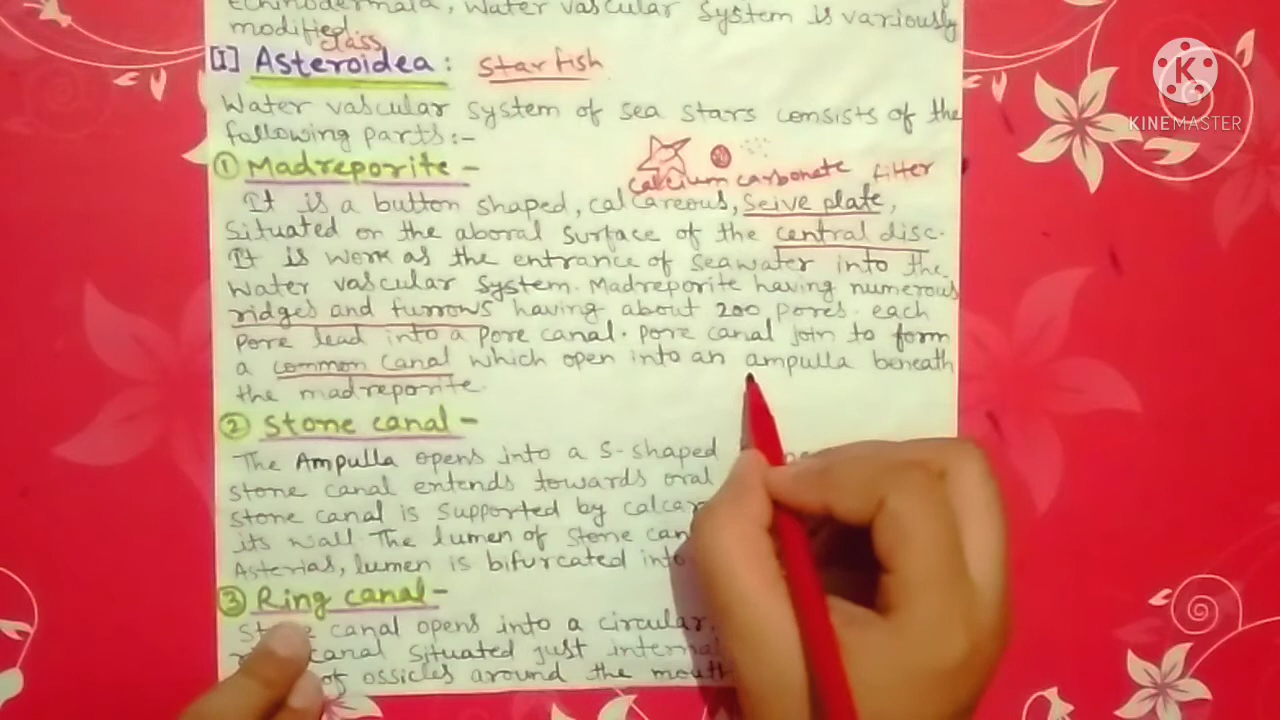 Echinodermata, Water vascular System is variously
modified.
class
[I] Asteroidea: Starfish
Water vascular system of sea stars consists of the
following parts:-
① Madreporite -
calcium carbonate filter
It is a button shaped, calcareous, Seive plate,
Situated on the aboral surface of the central disc.
It is work as the entrance of seawater into the
water vascular system. Madreporite having numerous
ridges and furrows having about 200 pores. each
pore lead into a pore canal. pore canal join to form
a common canal which open into an ampulla beneath
the madreporite.
② Stone canal -
The Ampulla opens into a S-shaped
stone canal entends towards oral
stone canal is supported by
its wall. The lumen of stone
Asterias, lumen is bifurcated into
③ Ring canal -
canal opens into a circular,
canal situated just
of ossicles around the mouth
KINEMASTER